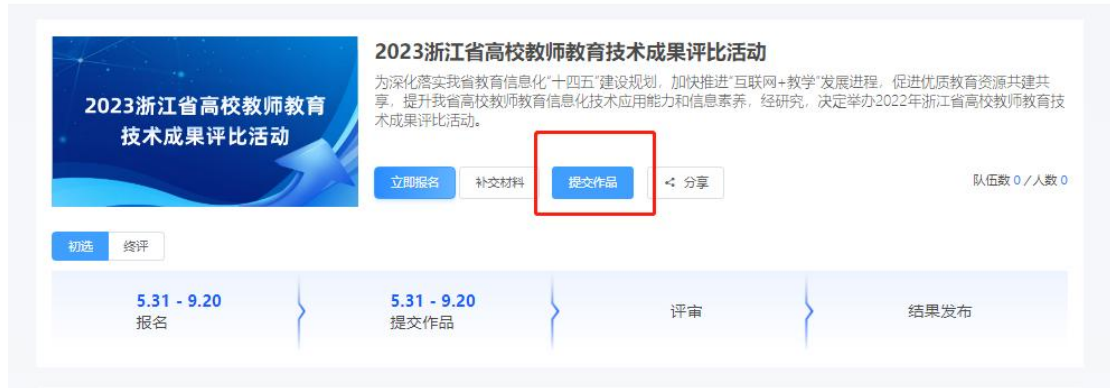 2023浙江省高校教师教育
技术成果评比活动
2023浙江省高校教师教育技术成果评比活动
为深化落实我省教育信息化“十四五”建设规划，加快推进“互联网+教学”发展进程，促进优质教育资源共建共
享，提升我省高校教师教育信息化技术应用能力和信息素养，经研究，决定举办2022年浙江省高校教师教育技
术成果评比活动。
立即报名 补交材料 提交作品 分享 队伍数 0 / 人数 0
初选 终评
5.31 - 9.20 5.31 - 9.20
报名 提交作品 评审 结果发布